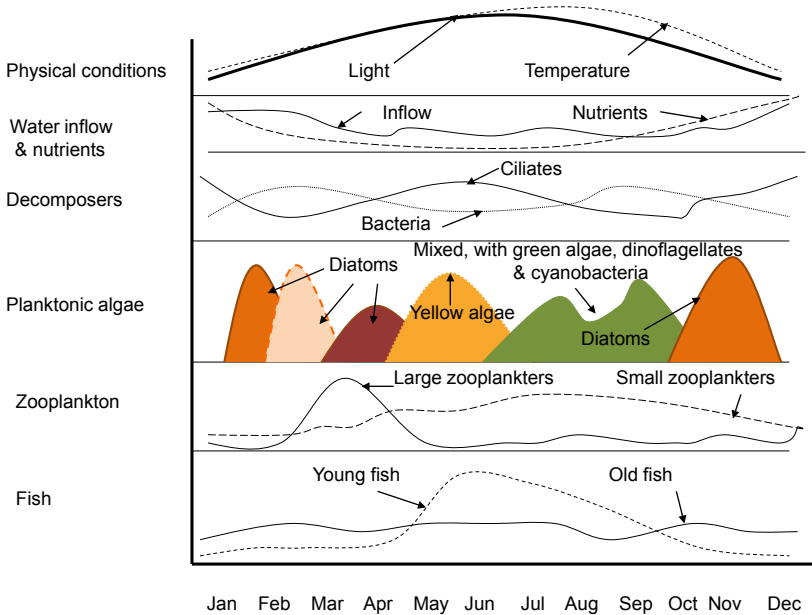 Physical conditions
Light
Temperature
Water inflow
& nutrients
Inflow
Nutrients
Decomposers
Ciliates
Bacteria
Planktonic algae
Diatoms
Yellow algae
Mixed, with green algae, dinoflagellates
& cyanobacteria
Diatoms
Zooplankton
Large zooplankters
Small zooplankters
Fish
Young fish
Old fish
Jan Feb Mar Apr May Jun Jul Aug Sep Oct Nov Dec